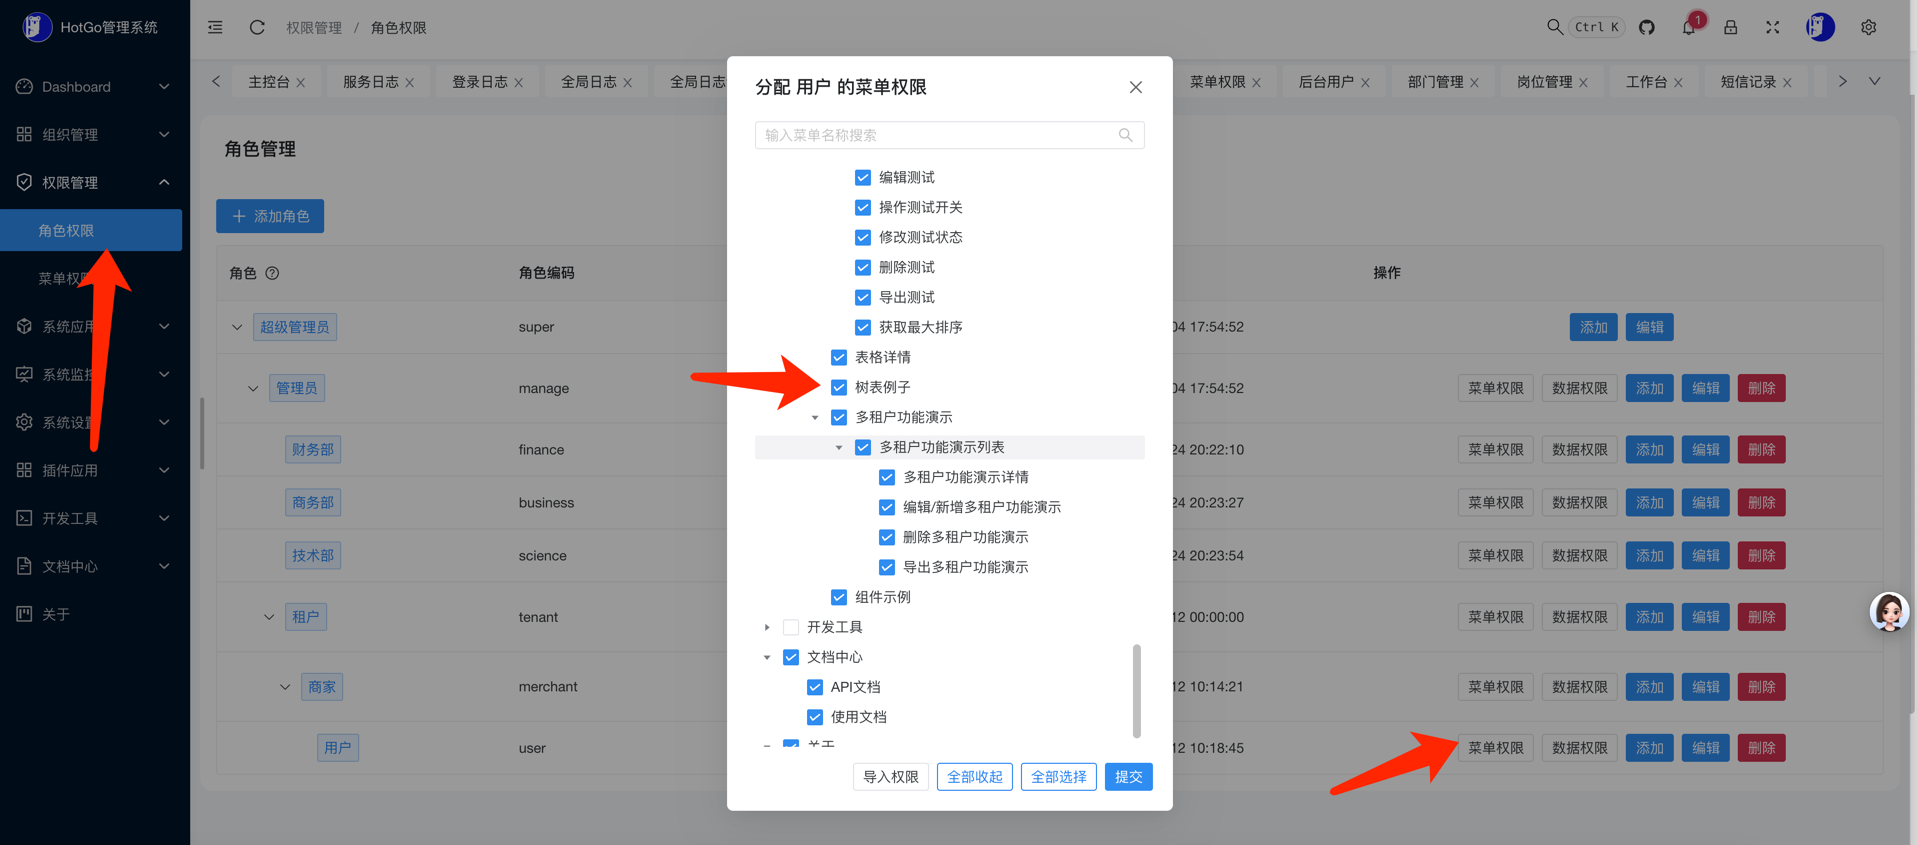 HotGo管理系统
权限管理 / 角色权限
Ctrl K
1
Dashboard
组织管理
权限管理
角色权限
菜单权
系统应用
系统监控
系统设置
插件应用
开发工具
文档中心
关于
主控台
服务日志
登录日志
全局日志
全局日志
菜单权限
后台用户
部门管理
岗位管理
工作台
短信记录
角色管理
添加角色
角色 角色编码 操作
超级管理员 super 04 17:54:52 添加 编辑
管理员 manage 04 17:54:52 菜单权限 数据权限 添加 编辑 删除
财务部 finance 24 20:22:10 菜单权限 数据权限 添加 编辑 删除
商务部 business 24 20:23:27 菜单权限 数据权限 添加 编辑 删除
技术部 science 24 20:23:54 菜单权限 数据权限 添加 编辑 删除
租户 tenant 12 00:00:00 菜单权限 数据权限 添加 编辑 删除
商家 merchant 12 10:14:21 菜单权限 数据权限 添加 编辑 删除
用户 user 12 10:18:45 菜单权限 数据权限 添加 编辑 删除
分配 用户 的菜单权限
输入菜单名称搜索
编辑测试
操作测试开关
修改测试状态
删除测试
导出测试
获取最大排序
表格详情
树表例子
多租户功能演示
多租户功能演示列表
多租户功能演示详情
编辑/新增多租户功能演示
删除多租户功能演示
导出多租户功能演示
组件示例
开发工具
文档中心
API文档
使用文档
关于
导入权限 全部收起 全部选择 提交